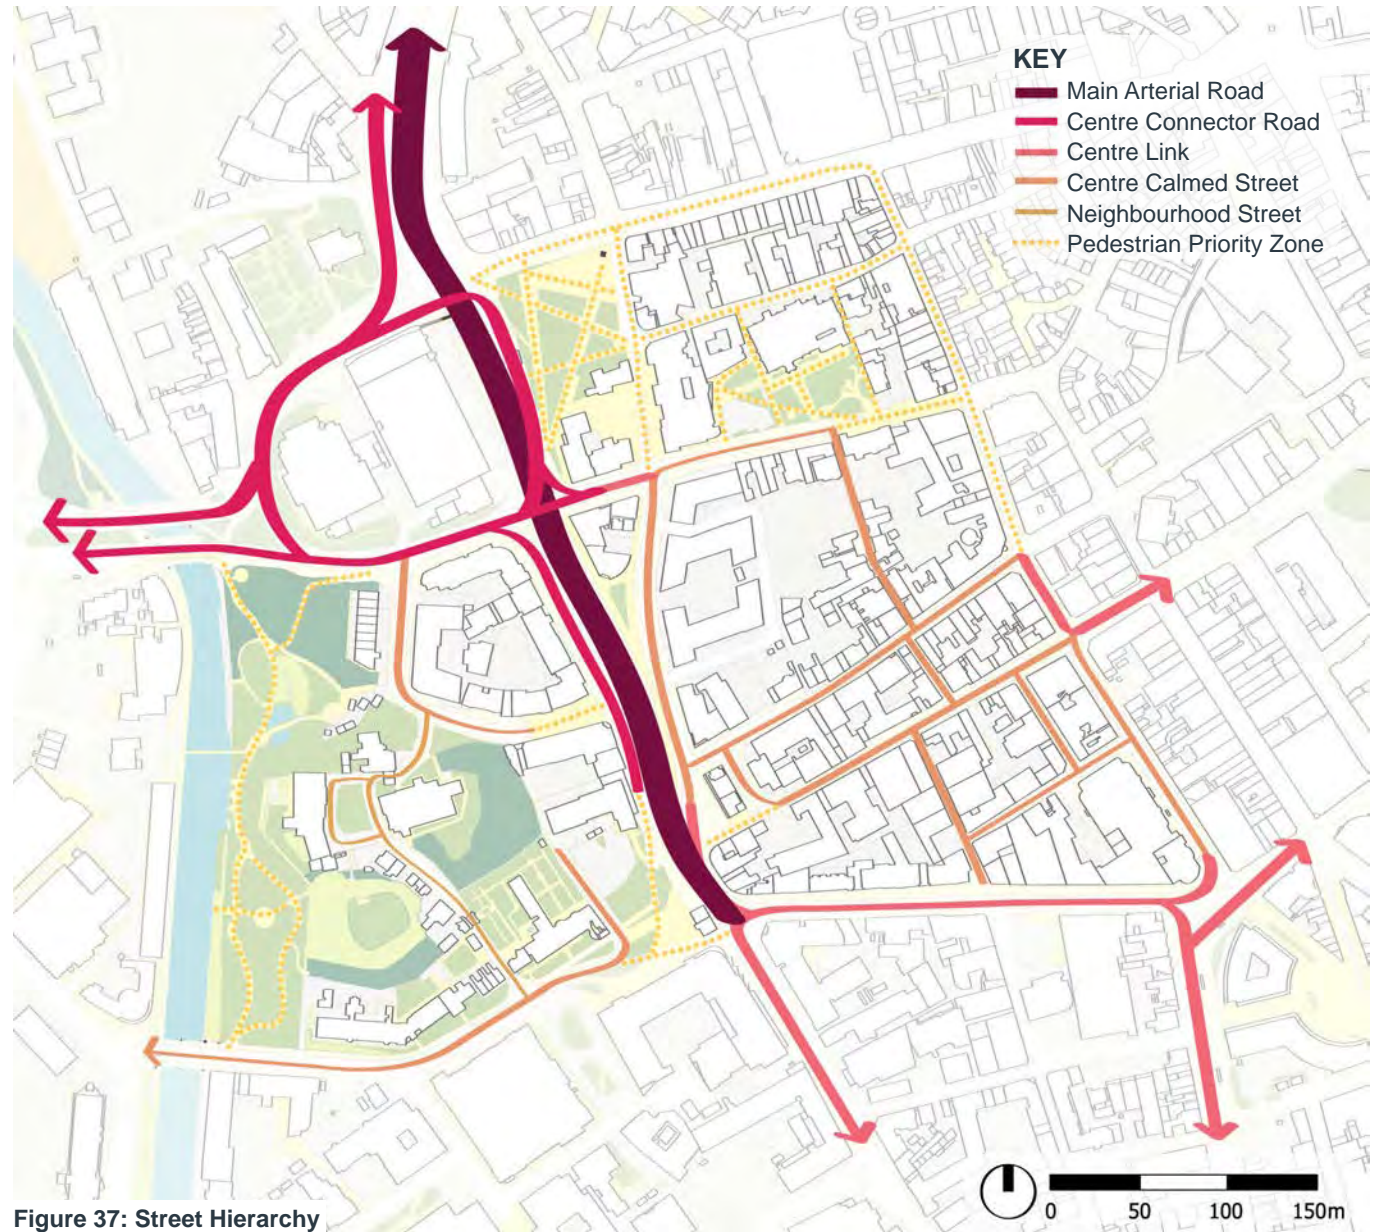 KEY
Main Arterial Road
Centre Connector Road
Centre Link
Centre Calmed Street
Neighbourhood Street
Pedestrian Priority Zone
0 50 100 150m
Figure 37: Street Hierarchy